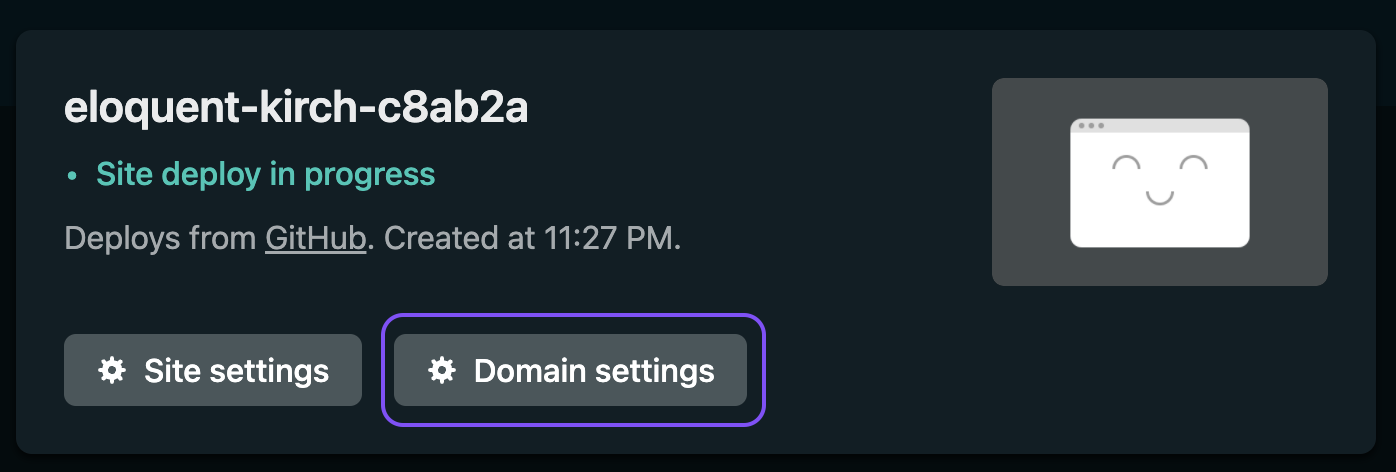 eloquent-kirch-c8ab2a
• Site deploy in progress
Deploys from GitHub. Created at 11:27 PM.
Site settings
Domain settings